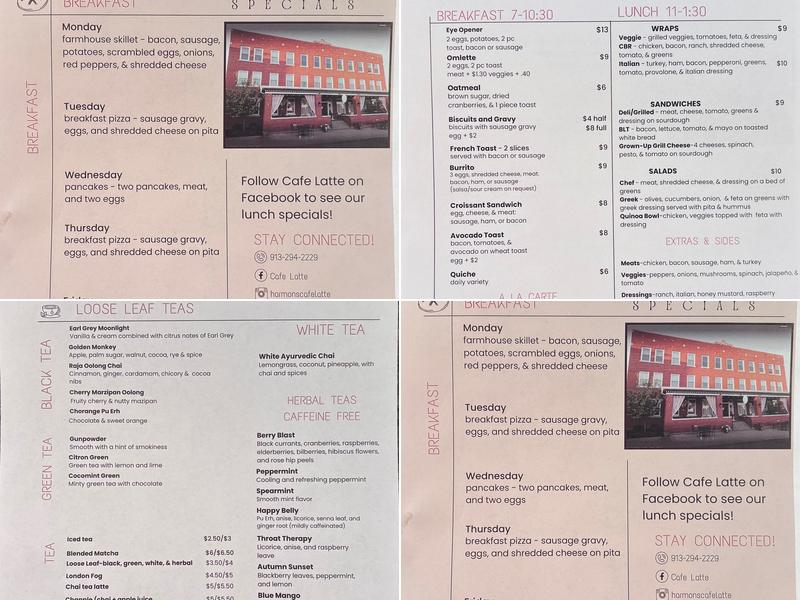 BREAKFAST SPECIALS
BREAKFAST
Monday
farmhouse skillet - bacon, sausage,
potatoes, scrambled eggs, onions,
red peppers, & shredded cheese
Tuesday
breakfast pizza - sausage gravy,
eggs, and shredded cheese on pita
Wednesday
pancakes - two pancakes, meat,
and two eggs
Thursday
breakfast pizza - sausage gravy,
eggs, and shredded cheese on pita
Follow Cafe Latte on
Facebook to see our
lunch specials!
STAY CONNECTED!
913-294-2229
Cafe Latte
harmonscafelatte
BREAKFAST 7-10:30
Eye Opener $13
2 eggs, potatoes, 2 pc
toast, bacon or sausage
Omlette $9
2 eggs, 2 pc toast
meat + $1.30 veggies + .40
Oatmeal $6
brown sugar, dried
cranberries, & 1 piece toast
Biscuits and Gravy $4 half
biscuits with sausage gravy $8 full
egg + $2
French Toast - 2 slices $9
served with bacon or sausage
Burrito $9
3 eggs, shredded cheese, meat:
bacon, ham, or sausage
(salsa/sour cream on request)
Croissant Sandwich $8
egg, cheese, & meat:
sausage, ham, or bacon
Avocado Toast $8
bacon, tomatoes, &
avocado on wheat toast
egg + $2
Quiche $6
daily variety
A LA CARTE
LUNCH 11-1:30
WRAPS $9
Veggie - grilled veggies, tomatoes, feta, & dressing
CBR - chicken, bacon, ranch, shredded cheese,
tomato, & greens
Italian - turkey, ham, bacon, pepperoni, greens, $10
tomato, provolone, & italian dressing
SANDWICHES $9
Deli/Grilled - meat, cheese, tomato, greens &
dressing on sourdough
BLT - bacon, lettuce, tomato, & mayo on toasted
white bread
Grown-Up Grill Cheese-4 cheeses, spinach,
pesto, & tomato on sourdough
SALADS $10
Chef - meat, shredded cheese, & dressing on a bed of
greens
Greek - olives, cucumbers, onion, & feta on greens with
greek dressing served with pita & hummus
Quinoa Bowl-chicken, veggies topped with feta with
dressing
EXTRAS & SIDES
Meats-chicken, bacon, sausage, ham, & turkey
Veggies-peppers, onions, mushrooms, spinach, jalapeño, &
tomato
Dressings-ranch, italian, honey mustard, raspberry
LOOSE LEAF TEAS
BLACK TEA
Earl Grey Moonlight
Vanilla & cream combined with citrus notes of Earl Grey
Golden Monkey
Apple, palm sugar, walnut, cocoa, rye & spice
Raja Oolong Chai
Cinnamon, ginger, cardamom, chicory & cocoa
nibs
Cherry Marzipan Oolong
Fruity cherry & nutty marzipan
Chorange Pu Erh
Chocolate & sweet orange
GREEN TEA
Gunpowder
Smooth with a hint of smokiness
Citron Green
Green tea with lemon and lime
Cocomint Green
Minty green tea with chocolate
TEA
Iced tea $2.50/$3
Blended Matcha $6/$6.50
Loose Leaf-black, green, white, & herbal $3.50/$4
London Fog $4.50/$5
Chai tea latte $5/$5.50
Chapple (chai + apple juice $5/$5.50
WHITE TEA
White Ayurvedic Chai
Lemongrass, coconut, pineapple, with
chai and spices
HERBAL TEAS
CAFFEINE FREE
Berry Blast
Black currants, cranberries, raspberries,
elderberries, bilberries, hibiscus flowers,
and rose hip peels
Peppermint
Cooling and refreshing peppermint
Spearmint
Smooth mint flavor
Happy Belly
Pu Erh, anise, licorice, senna leaf, and
ginger root (mildly caffeinated)
Throat Therapy
Licorice, anise, and raspberry
leave
Autumn Sunset
Blackberry leaves, peppermint,
and lemon
Blue Mango
BREAKFAST SPECIALS
BREAKFAST
Monday
farmhouse skillet - bacon, sausage,
potatoes, scrambled eggs, onions,
red peppers, & shredded cheese
Tuesday
breakfast pizza - sausage gravy,
eggs, and shredded cheese on pita
Wednesday
pancakes - two pancakes, meat,
and two eggs
Thursday
breakfast pizza - sausage gravy,
eggs, and shredded cheese on pita
Follow Cafe Latte on
Facebook to see our
lunch specials!
STAY CONNECTED!
913-294-2229
Cafe Latte
harmonscafelatte